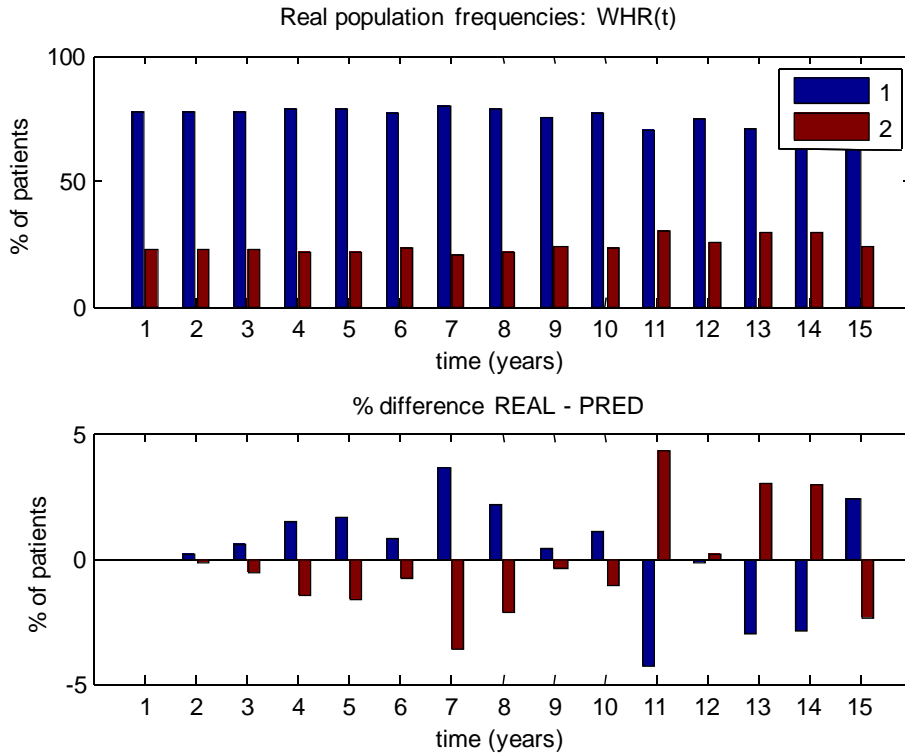 Real population frequencies: WHR(t)
100
50
0
% of patients
1
2
1 2 3 4 5 6 7 8 9 10 11 12 13 14 15
time (years)
% difference REAL - PRED
5
0
-5
% of patients
1 2 3 4 5 6 7 8 9 10 11 12 13 14 15
time (years)